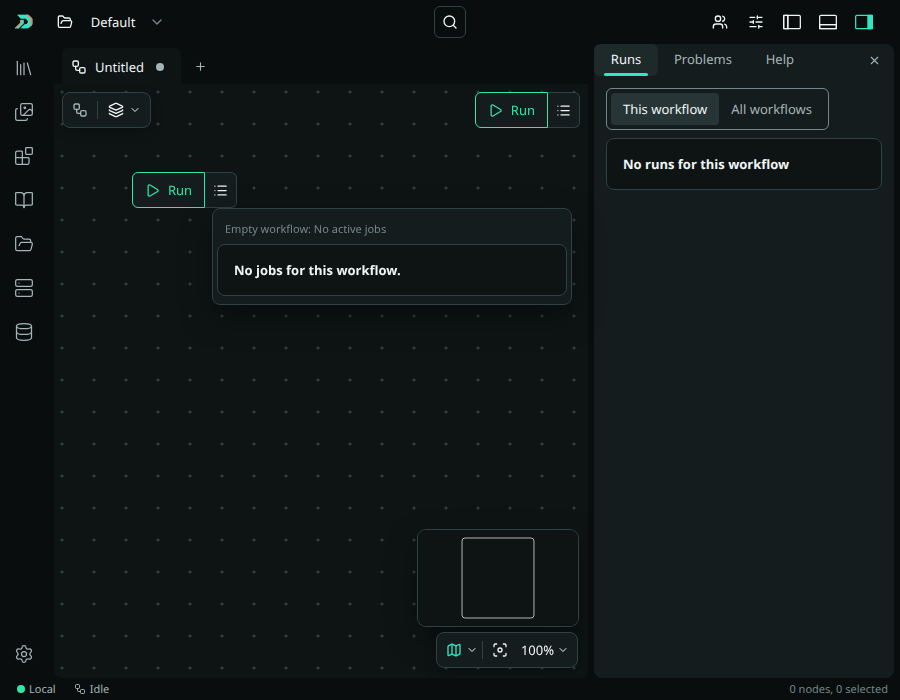 Default
Untitled
Runs
Problems
Help
Run
This workflow
All workflows
No runs for this workflow
Run
Empty workflow: No active jobs
No jobs for this workflow.
100%
Local
Idle
0 nodes, 0 selected